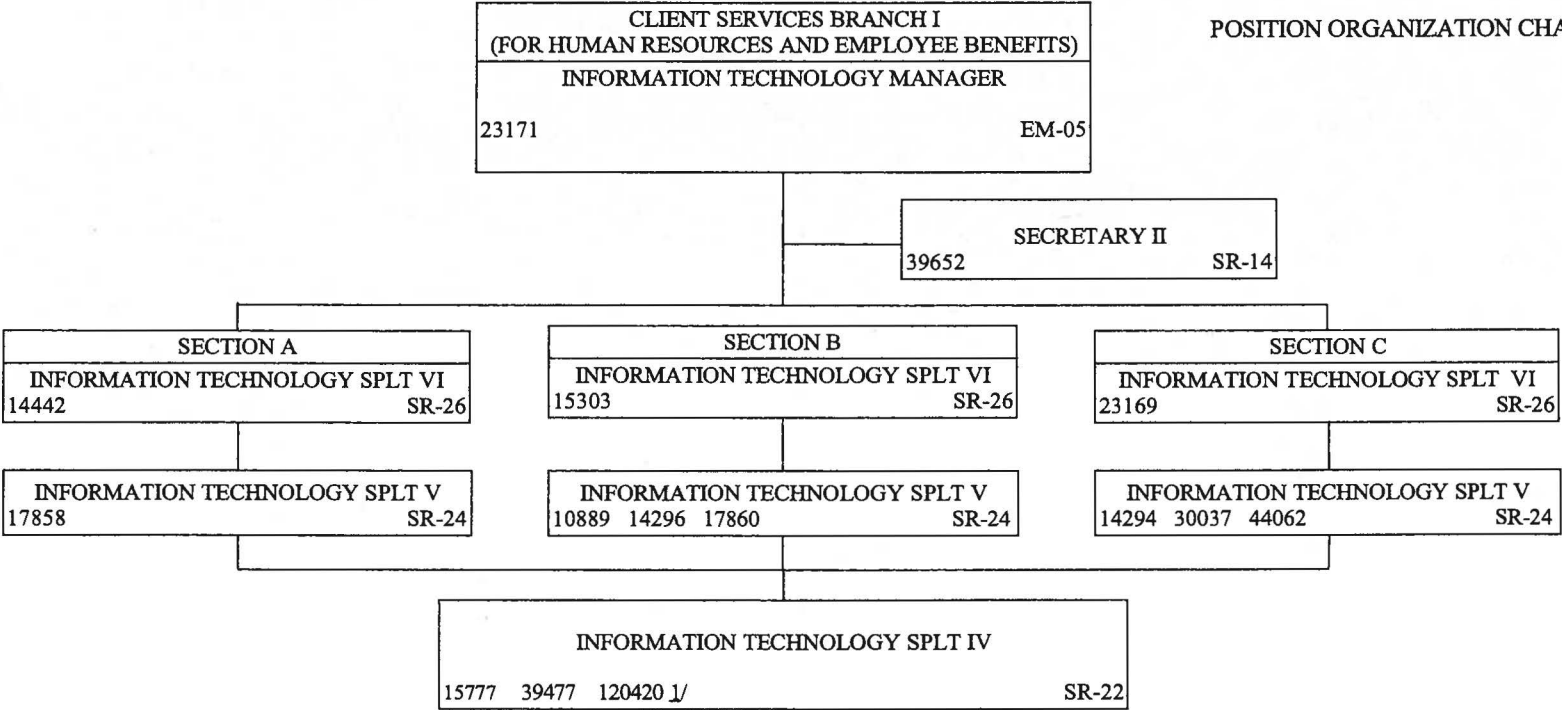 CLIENT SERVICES BRANCH I
(FOR HUMAN RESOURCES AND EMPLOYEE BENEFITS)
INFORMATION TECHNOLOGY MANAGER
23171 EM-05
POSITION ORGANIZATION CHA
SECRETARY II
39652 SR-14
SECTION A
INFORMATION TECHNOLOGY SPLT VI
14442 SR-26
SECTION B
INFORMATION TECHNOLOGY SPLT VI
15303 SR-26
SECTION C
INFORMATION TECHNOLOGY SPLT VI
23169 SR-26
INFORMATION TECHNOLOGY SPLT V
17858 SR-24
INFORMATION TECHNOLOGY SPLT V
10889 14296 17860 SR-24
INFORMATION TECHNOLOGY SPLT V
14294 30037 44062 SR-24
INFORMATION TECHNOLOGY SPLT IV
15777 39477 120420 1/ SR-22